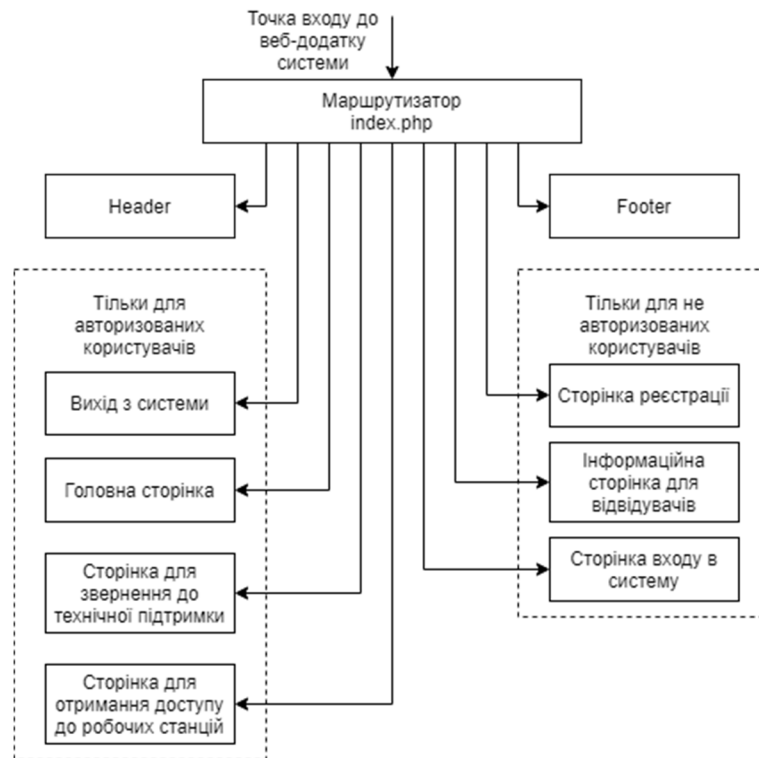 Точка входу до
веб-додатку
системи
Маршрутизатор
index.php
Header
Footer
Тільки для
авторизованих
користувачів
Вихід з системи
Головна сторінка
Сторінка для
звернення до
технічної підтримки
Сторінка для
отримання доступу
до робочих станцій
Тільки для не
авторизованих
користувачів
Сторінка реєстрації
Інформаційна
сторінка для
відвідувачів
Сторінка входу в
систему